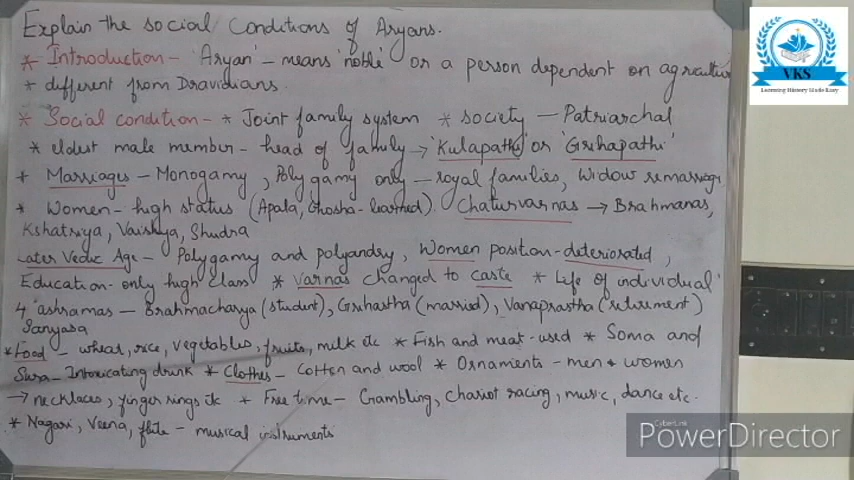 Explain the social Conditions of Aryans.
* Introduction - 'Aryan' - means 'noble' or a person dependent on agriculture
* different from Dravidians.
* Social condition - * Joint family system * society - Patriarchal
* eldest male member - head of family → 'Kulapathi' or 'Grihapathi'
* Marriages - Monogamy, Polygamy only - royal families, Widow remarriage
* Women - high status (Apala, Ghosha - learned). Chaturvarnas → Brahmanas,
Kshatriya, Vaishya, Shudra
Later Vedic Age - Polygamy and polyandry, Women position - deteriorated,
Education - only high class * Varnas changed to caste * Life of individual
4 ashramas - Brahmacharya (student), Grihastha (married), Vanaprastha (retirement)
Sanyasa
* Food - wheat, rice, vegetables, fruits, milk etc * Fish and meat - used * Soma and
Sura - Intoxicating drink * Clothes - Cotten and wool * Ornaments - men & women
→ necklaces, finger rings etc * Free time - Gambling, Chariot racing, music, dance etc.
* Nagari, Veena, flute - musical instruments
VKS
Learning History Made Easy
CyberLink
PowerDirector